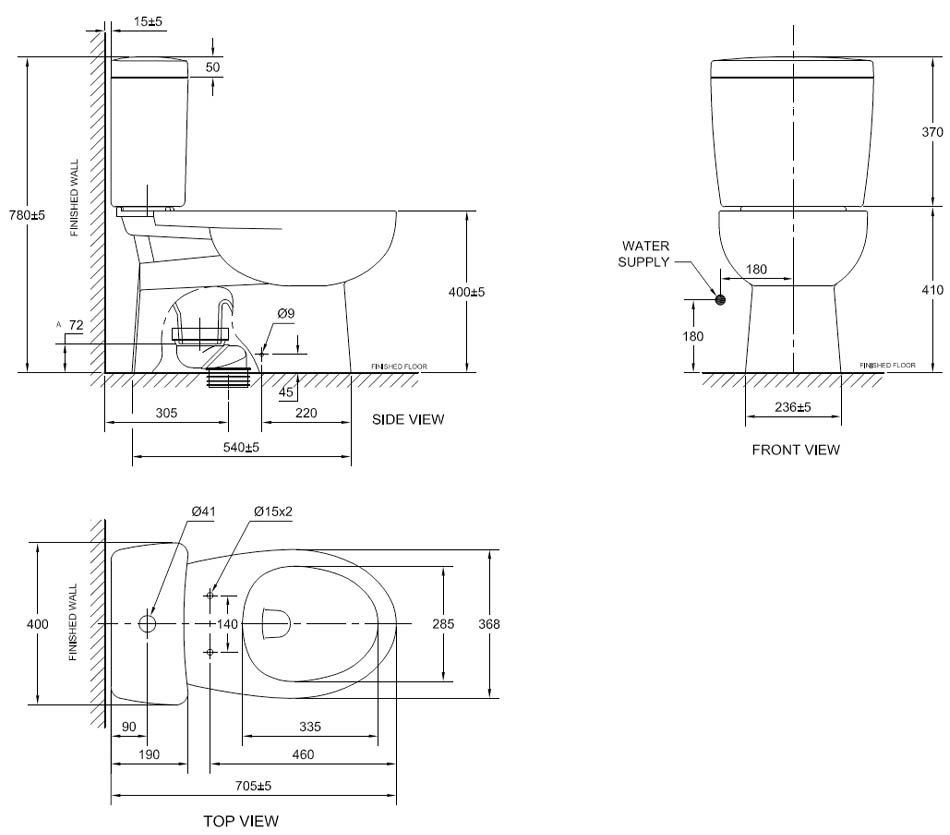 15±5
50
FINISHED WALL
780±5
400±5
A 72
Ø9
FINISHED FLOOR
45
305
220
SIDE VIEW
540±5
370
WATER
SUPPLY
180
410
180
FINISHED FLOOR
236±5
FRONT VIEW
Ø41
Ø15x2
FINISHED WALL
400
140
285
368
90
335
190
460
705±5
TOP VIEW